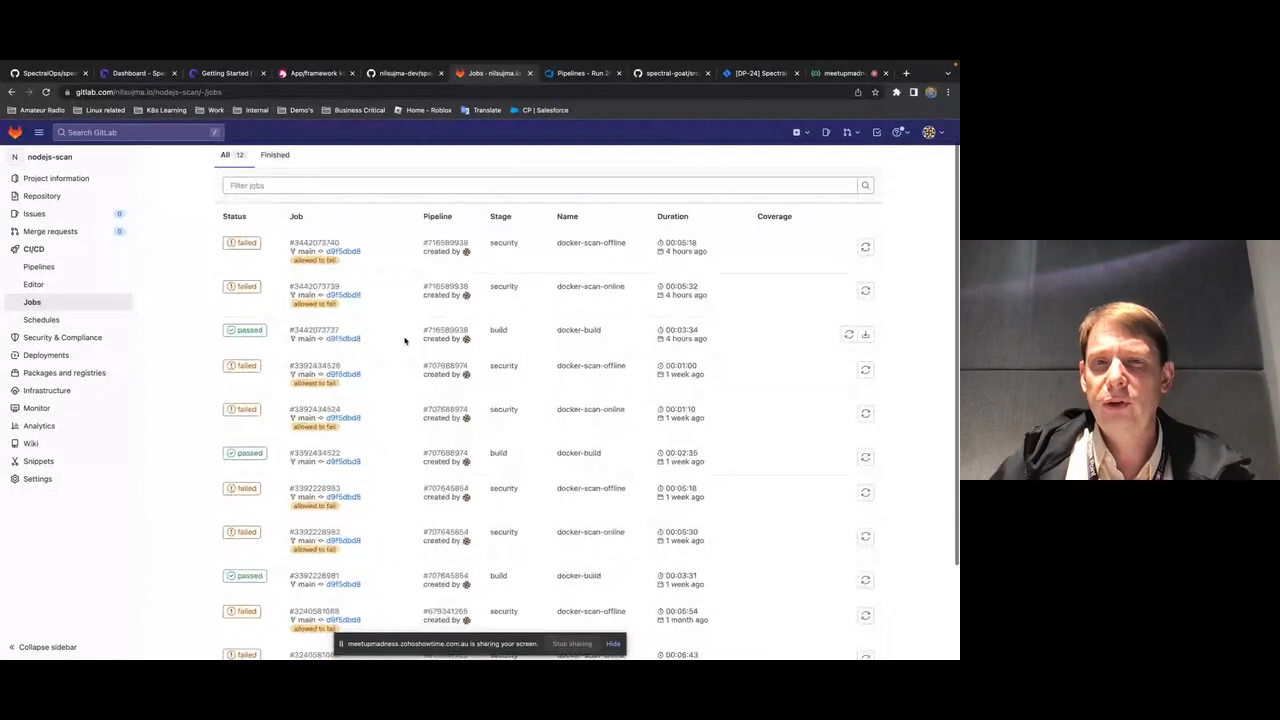 SpectralOps/spec
Dashboard - Spe
Getting Started |
App/framework k
nilsujma-dev/spe
Jobs - nilsujma.io
Pipelines - Run 2
spectral-goat/src
[DP-24] Spectral
meetupmadn
gitlab.com/nilsujma.io/nodejs-scan/-/jobs
Amateur Radio
Linux related
K8s Learning
Work
Internal
Demo's
Business Critical
Home - Roblox
Translate
CP | Salesforce
Search GitLab
/
N nodejs-scan
Project information
Repository
Issues 0
Merge requests 0
CI/CD
Pipelines
Editor
Jobs
Schedules
Security & Compliance
Deployments
Packages and registries
Infrastructure
Monitor
Analytics
Wiki
Snippets
Settings
Collapse sidebar
All 12 Finished
Filter jobs
Status Job Pipeline Stage Name Duration Coverage
failed #3442073740 #716589938 security docker-scan-offline 00:05:18
main d9f5dbd8 created by 4 hours ago
allowed to fail
failed #3442073739 #716589938 security docker-scan-online 00:05:32
main d9f5dbd8 created by 4 hours ago
allowed to fail
passed #3442073737 #716589938 build docker-build 00:03:34
main d9f5dbd8 created by 4 hours ago
failed #3392434526 #707688974 security docker-scan-offline 00:01:00
main d9f5dbd8 created by 1 week ago
allowed to fail
failed #3392434524 #707688974 security docker-scan-online 00:01:10
main d9f5dbd8 created by 1 week ago
allowed to fail
passed #3392434522 #707688974 build docker-build 00:02:35
main d9f5dbd8 created by 1 week ago
failed #3392228983 #707645854 security docker-scan-offline 00:05:18
main d9f5dbd8 created by 1 week ago
allowed to fail
failed #3392228982 #707645854 security docker-scan-online 00:05:30
main d9f5dbd8 created by 1 week ago
allowed to fail
passed #3392228981 #707645854 build docker-build 00:03:31
main d9f5dbd8 created by 1 week ago
failed #3240581088 #679341265 security docker-scan-offline 00:05:54
main d9f5dbd8 created by 1 month ago
allowed to fail
meetupmadness.zohoshowtime.com.au is sharing your screen. Stop sharing Hide
failed 00:06:43